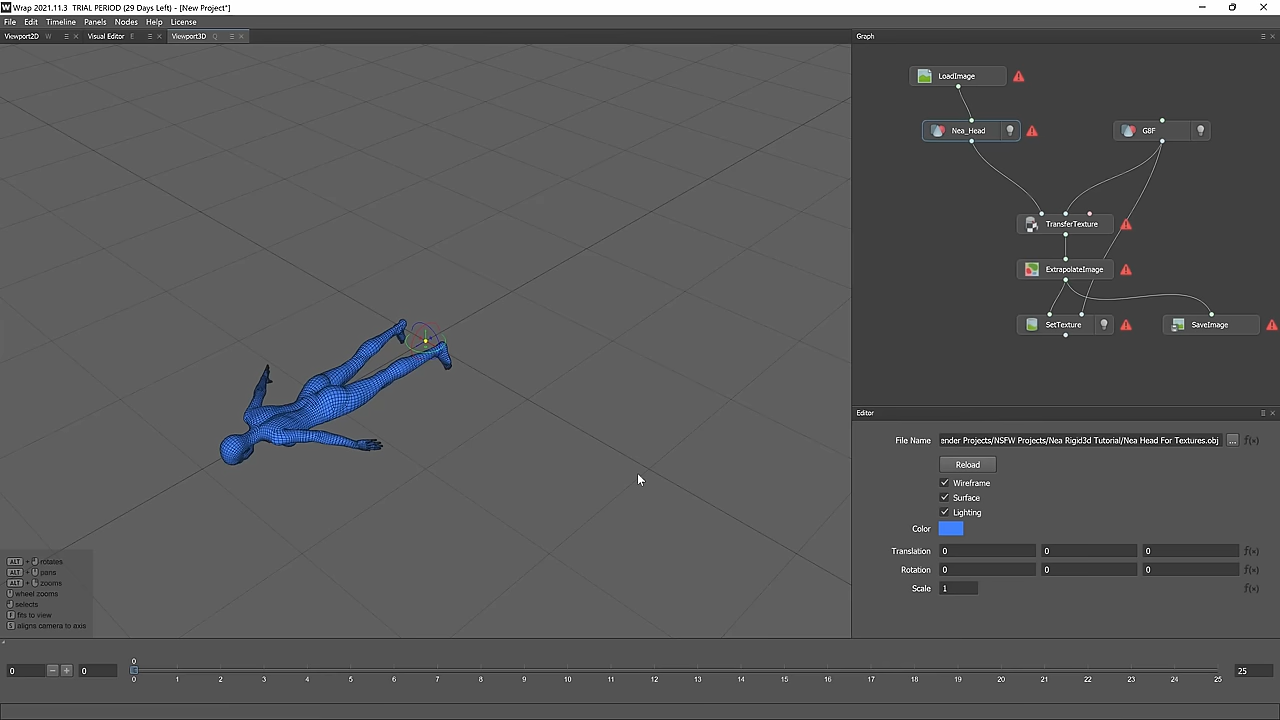 Wrap 2021.11.3  TRIAL PERIOD (29 Days Left) - [New Project*]
File Edit Timeline Panels Nodes Help License
Viewport2D W Visual Editor E Viewport3D Q
Graph
LoadImage
Nea_Head
G8F
TransferTexture
ExtrapolateImage
SetTexture
SaveImage
Editor
File Name ender Projects/NSFW Projects/Nea Rigid3d Tutorial/Nea Head For Textures.obj ... f(x)
Reload
Wireframe
Surface
Lighting
Color
Translation 0 0 0 f(x)
Rotation 0 0 0 f(x)
Scale 1 f(x)
ALT + rotates
ALT + pans
ALT + zooms
wheel zooms
selects
F fits to view
S aligns camera to axis
0 − + 0
0
0 1 2 3 4 5 6 7 8 9 10 11 12 13 14 15 16 17 18 19 20 21 22 23 24 25
25